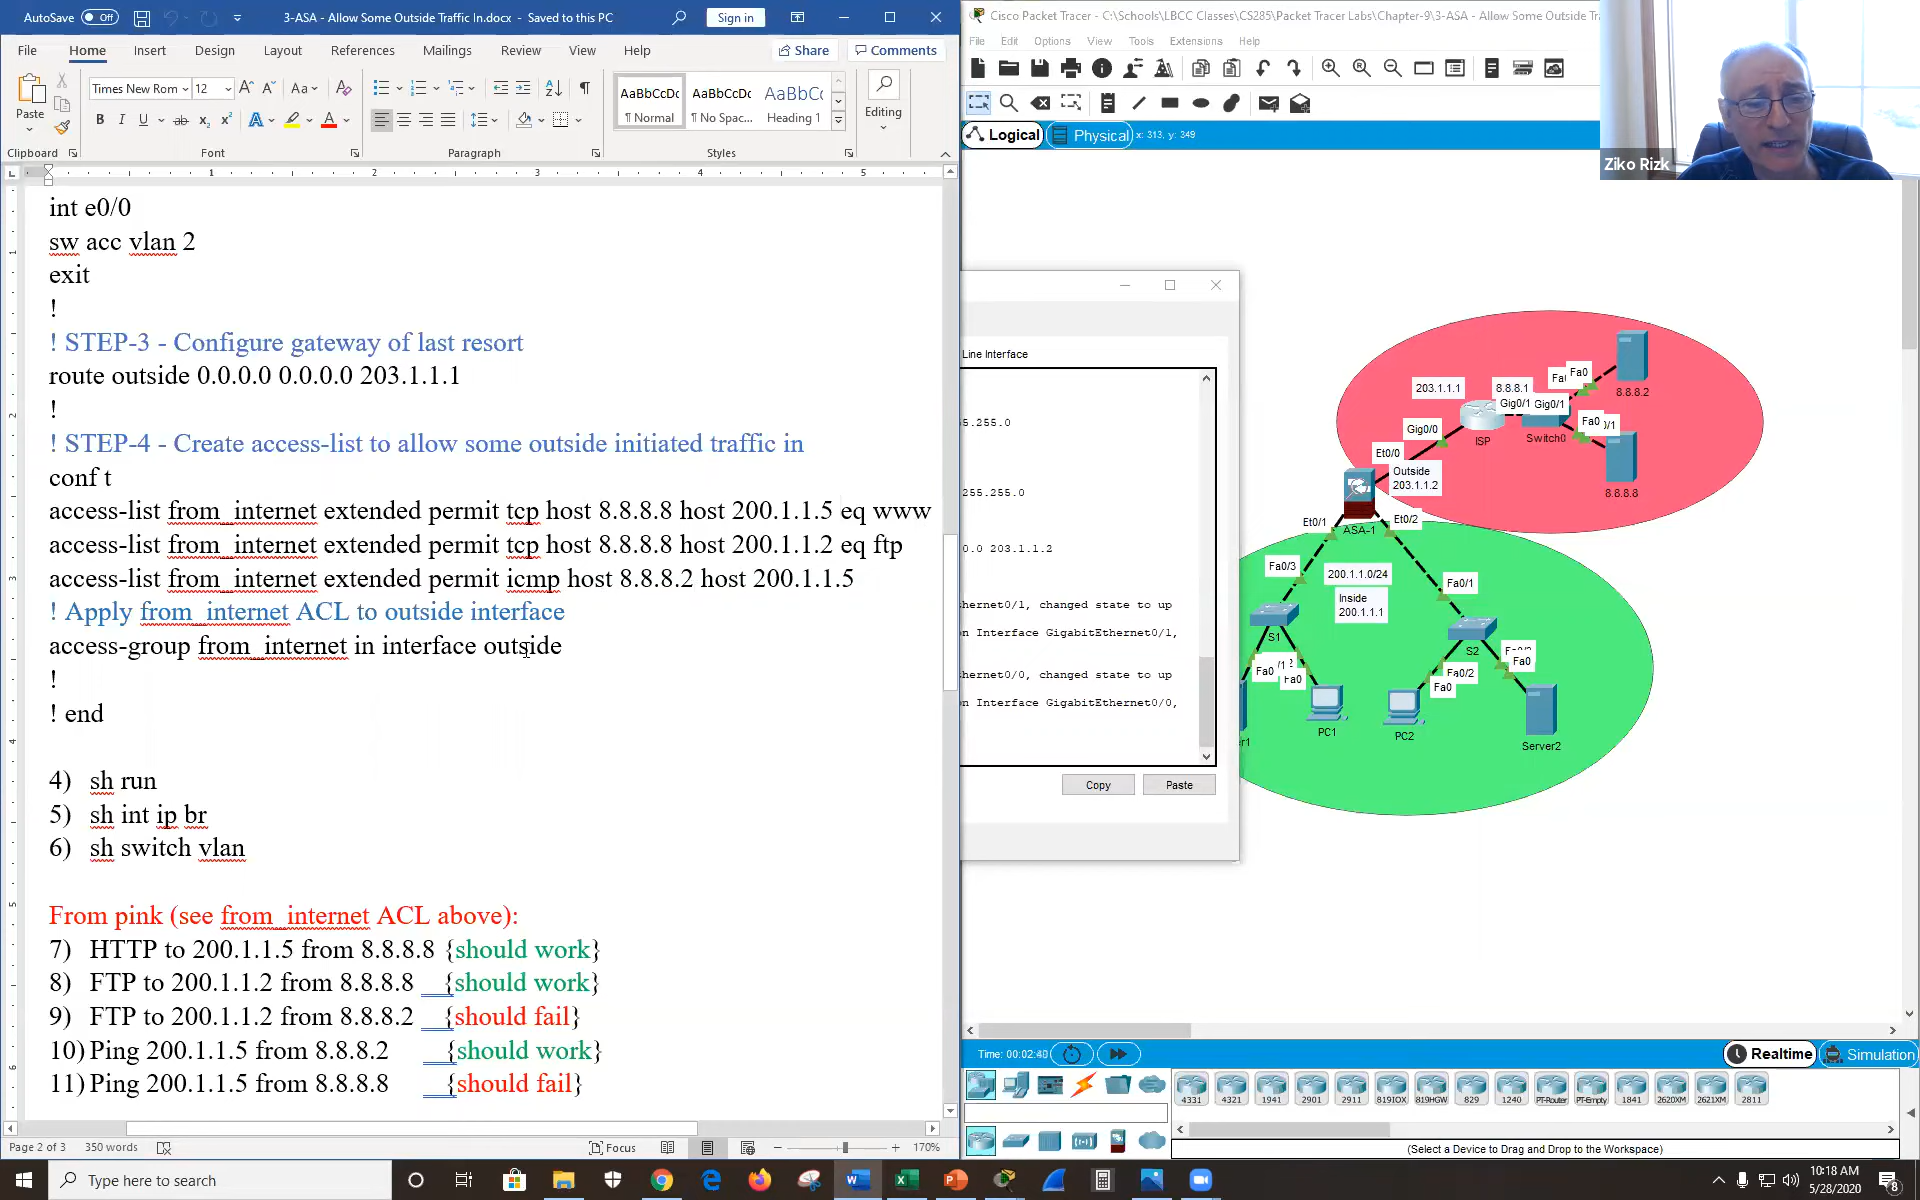 AutoSave Off 3-ASA - Allow Some Outside Traffic In.docx - Saved to this PC Sign in
File Home Insert Design Layout References Mailings Review View Help Share Comments
Times New Rom 12
Paste
Editing
AaBbCcDc AaBbCcDc AaBbCc
¶ Normal ¶ No Spac... Heading 1
Clipboard Font Paragraph Styles
1 2 3 4 5
int e0/0
sw acc vlan 2
exit
!
! STEP-3 - Configure gateway of last resort
route outside 0.0.0.0 0.0.0.0 203.1.1.1
!
! STEP-4 - Create access-list to allow some outside initiated traffic in
conf t
access-list from_internet extended permit tcp host 8.8.8.8 host 200.1.1.5 eq www
access-list from_internet extended permit tcp host 8.8.8.8 host 200.1.1.2 eq ftp
access-list from_internet extended permit icmp host 8.8.8.2 host 200.1.1.5
! Apply from_internet ACL to outside interface
access-group from_internet in interface outside
!
! end
4) sh run
5) sh int ip br
6) sh switch vlan
From pink (see from_internet ACL above):
7) HTTP to 200.1.1.5 from 8.8.8.8 {should work}
8) FTP to 200.1.1.2 from 8.8.8.8 {should work}
9) FTP to 200.1.1.2 from 8.8.8.2 {should fail}
10) Ping 200.1.1.5 from 8.8.8.2 {should work}
11) Ping 200.1.1.5 from 8.8.8.8 {should fail}
Page 2 of 3 350 words Focus 170%
Cisco Packet Tracer - C:\Schools\LBCC Classes\CS285\Packet Tracer Labs\Chapter-9\3-ASA - Allow Some Outside Tra
File Edit Options View Tools Extensions Help
Logical Physical x: 313, y: 349
Ziko Rizk
Line Interface
255.255.0
0.0 203.1.1.2
hernet0/1, changed state to up
n Interface GigabitEthernet0/1,
hernet0/0, changed state to up
n Interface GigabitEthernet0/0,
Copy Paste
8.8.8.2
Fa0
203.1.1.1 8.8.8.1
Gig0/1 Gig0/1
Fa0
Gig0/0
ISP Switch0
Et0/0
Outside
203.1.1.2
8.8.8.8
Et0/1 Et0/2
ASA-1
Fa0/3
200.1.1.0/24
Fa0/1
Inside
200.1.1.1
S1
S2
Fa0
Fa0
Fa0
Fa0/2
Fa0
PC1 PC2
Server2
Time: 00:02:40 Realtime Simulation
4331 4321 1941 2901 2911 819IOX 819HGW 829 1240 PT-Router PT-Empty 1841 2620XM 2621XM 2811
(Select a Device to Drag and Drop to the Workspace)
Type here to search
10:18 AM
5/28/2020
8